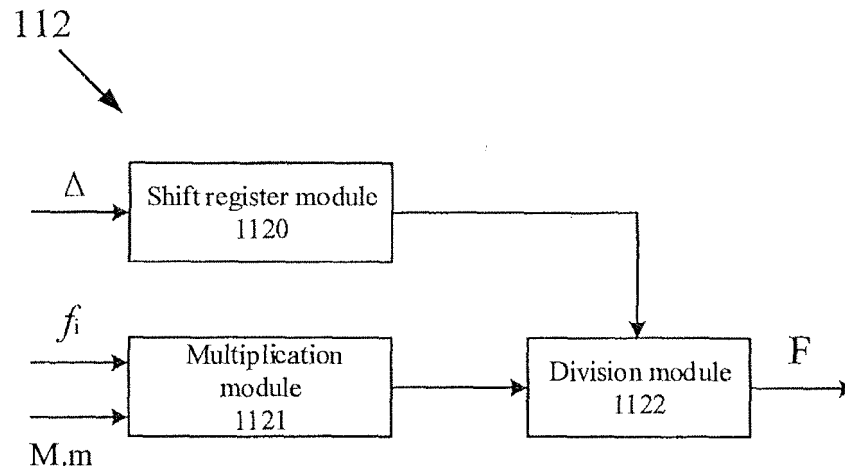 112
Δ
Shift register module
1120
fi
Multiplication
module
1121
M.m
Division module
1122
F